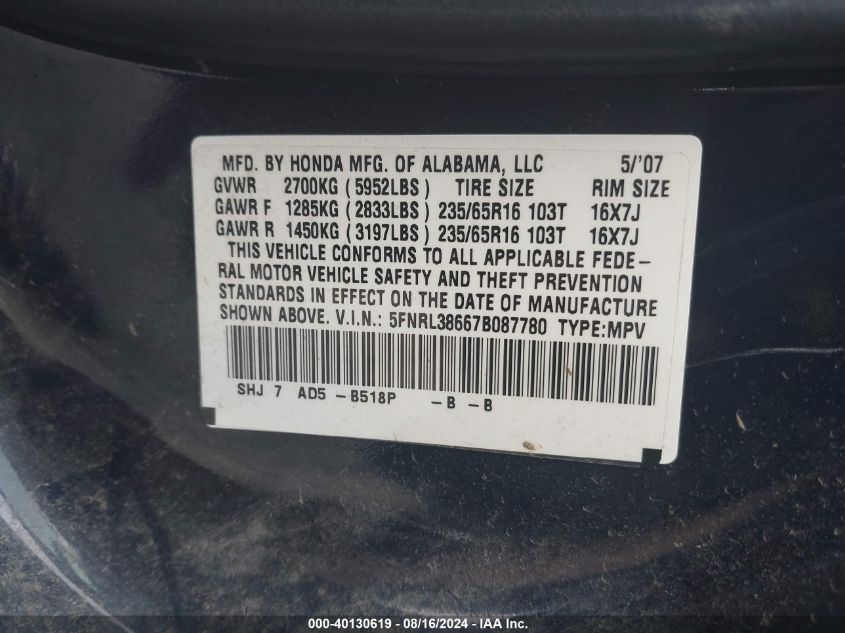 MFD. BY HONDA MFG. OF ALABAMA, LLC 5/'07
GVWR 2700KG ( 5952LBS ) TIRE SIZE RIM SIZE
GAWR F 1285KG ( 2833LBS ) 235/65R16 103T 16X7J
GAWR R 1450KG ( 3197LBS ) 235/65R16 103T 16X7J
THIS VEHICLE CONFORMS TO ALL APPLICABLE FEDE-
RAL MOTOR VEHICLE SAFETY AND THEFT PREVENTION
STANDARDS IN EFFECT ON THE DATE OF MANUFACTURE
SHOWN ABOVE. V.I.N.: 5FNRL38667B087780 TYPE:MPV
SHJ 7 AD5 -B518P -B -B
000-40130619 - 08/16/2024 - IAAI.COM